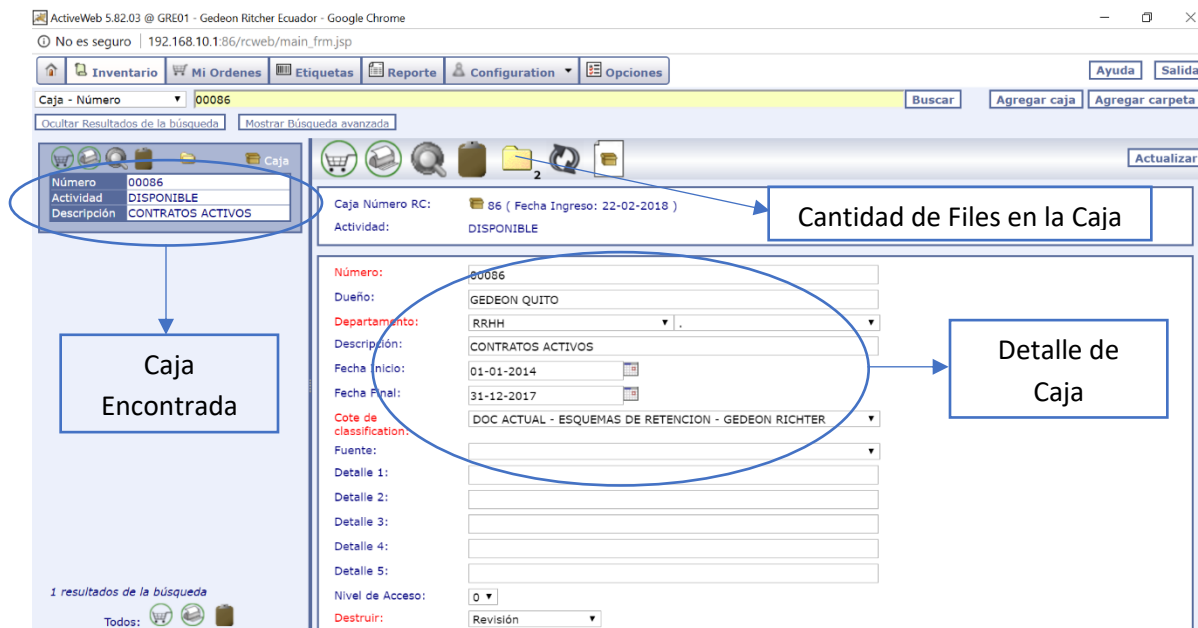 ActiveWeb 5.82.03 @ GRE01 - Gedeon Ritcher Ecuador - Google Chrome
No es seguro | 192.168.10.1:86/rcweb/main_frm.jsp
Inventario Mi Ordenes Etiquetas Reporte Configuration Opciones Ayuda Salida
Caja - Número 00086 Buscar Agregar caja Agregar carpeta
Ocultar Resultados de la búsqueda Mostrar Búsqueda avanzada
Caja
Número 00086
Actividad DISPONIBLE
Descripción CONTRATOS ACTIVOS
2
Actualizar
Caja Número RC: 86 ( Fecha Ingreso: 22-02-2018 )
Actividad: DISPONIBLE
Cantidad de Files en la Caja
Número: 00086
Dueño: GEDEON QUITO
Departamento: RRHH .
Descripción: CONTRATOS ACTIVOS
Fecha Inicio: 01-01-2014
Fecha Final: 31-12-2017
Cote de
classification: DOC ACTUAL - ESQUEMAS DE RETENCION - GEDEON RICHTER
Fuente:
Detalle 1:
Detalle 2:
Detalle 3:
Detalle 4:
Detalle 5:
Nivel de Acceso: 0
Destruir: Revisión
Caja
Encontrada
Detalle de
Caja
1 resultados de la búsqueda
Todos: